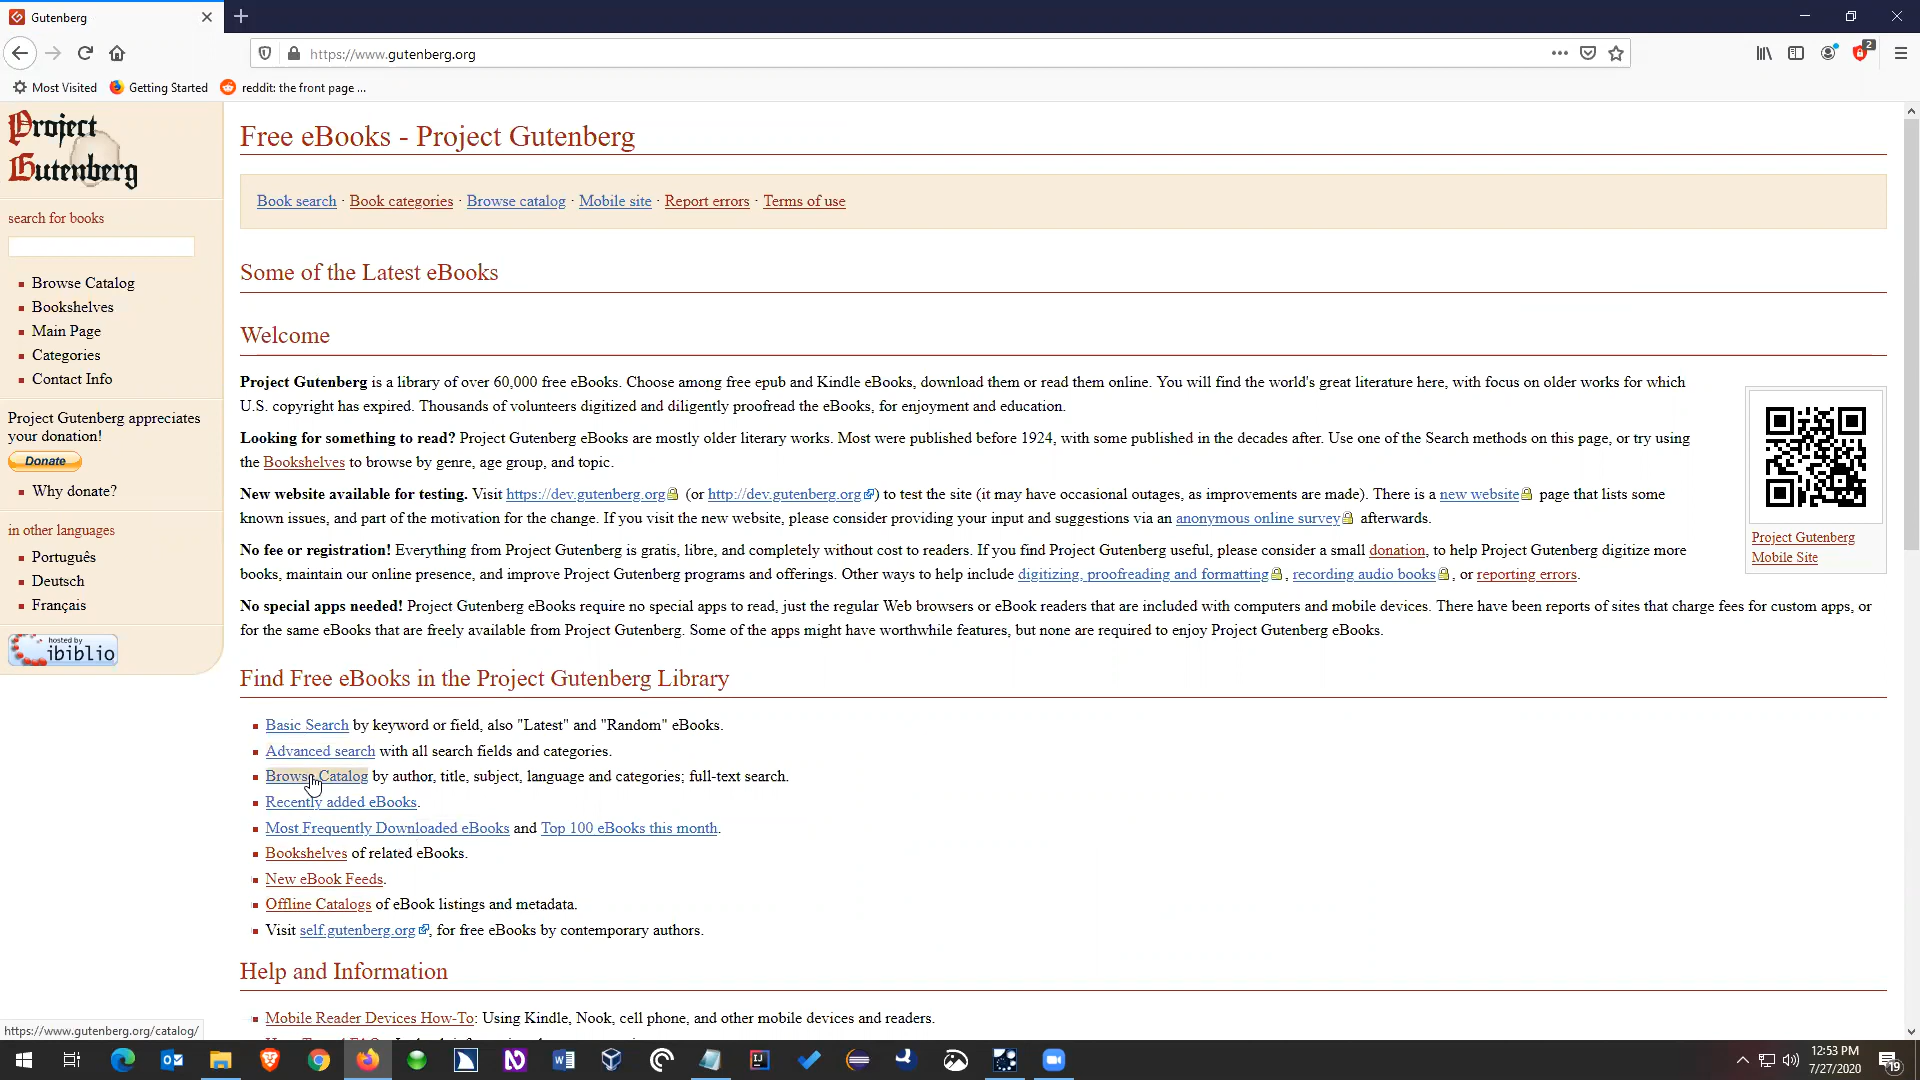 Gutenberg
https://www.gutenberg.org
2
Most Visited
Getting Started
reddit: the front page ...
Project
Gutenberg
search for books
Browse Catalog
Bookshelves
Main Page
Categories
Contact Info
Project Gutenberg appreciates
your donation!
Donate
Why donate?
in other languages
Português
Deutsch
Français
hosted by
ibiblio
Free eBooks - Project Gutenberg
Book search · Book categories · Browse catalog · Mobile site · Report errors · Terms of use
Some of the Latest eBooks
Welcome
Project Gutenberg is a library of over 60,000 free eBooks. Choose among free epub and Kindle eBooks, download them or read them online. You will find the world's great literature here, with focus on older works for which
U.S. copyright has expired. Thousands of volunteers digitized and diligently proofread the eBooks, for enjoyment and education.
Looking for something to read? Project Gutenberg eBooks are mostly older literary works. Most were published before 1924, with some published in the decades after. Use one of the Search methods on this page, or try using
the Bookshelves to browse by genre, age group, and topic.
New website available for testing. Visit https://dev.gutenberg.org (or http://dev.gutenberg.org) to test the site (it may have occasional outages, as improvements are made). There is a new website page that lists some
known issues, and part of the motivation for the change. If you visit the new website, please consider providing your input and suggestions via an anonymous online survey afterwards.
No fee or registration! Everything from Project Gutenberg is gratis, libre, and completely without cost to readers. If you find Project Gutenberg useful, please consider a small donation, to help Project Gutenberg digitize more
books, maintain our online presence, and improve Project Gutenberg programs and offerings. Other ways to help include digitizing, proofreading and formatting, recording audio books, or reporting errors.
No special apps needed! Project Gutenberg eBooks require no special apps to read, just the regular Web browsers or eBook readers that are included with computers and mobile devices. There have been reports of sites that charge fees for custom apps, or
for the same eBooks that are freely available from Project Gutenberg. Some of the apps might have worthwhile features, but none are required to enjoy Project Gutenberg eBooks.
Project Gutenberg
Mobile Site
Find Free eBooks in the Project Gutenberg Library
Basic Search by keyword or field, also "Latest" and "Random" eBooks.
Advanced search with all search fields and categories.
Browse Catalog by author, title, subject, language and categories; full-text search.
Recently added eBooks.
Most Frequently Downloaded eBooks and Top 100 eBooks this month.
Bookshelves of related eBooks.
New eBook Feeds.
Offline Catalogs of eBook listings and metadata.
Visit self.gutenberg.org, for free eBooks by contemporary authors.
Help and Information
Mobile Reader Devices How-To: Using Kindle, Nook, cell phone, and other mobile devices and readers.
https://www.gutenberg.org/catalog/
12:53 PM
7/27/2020
19